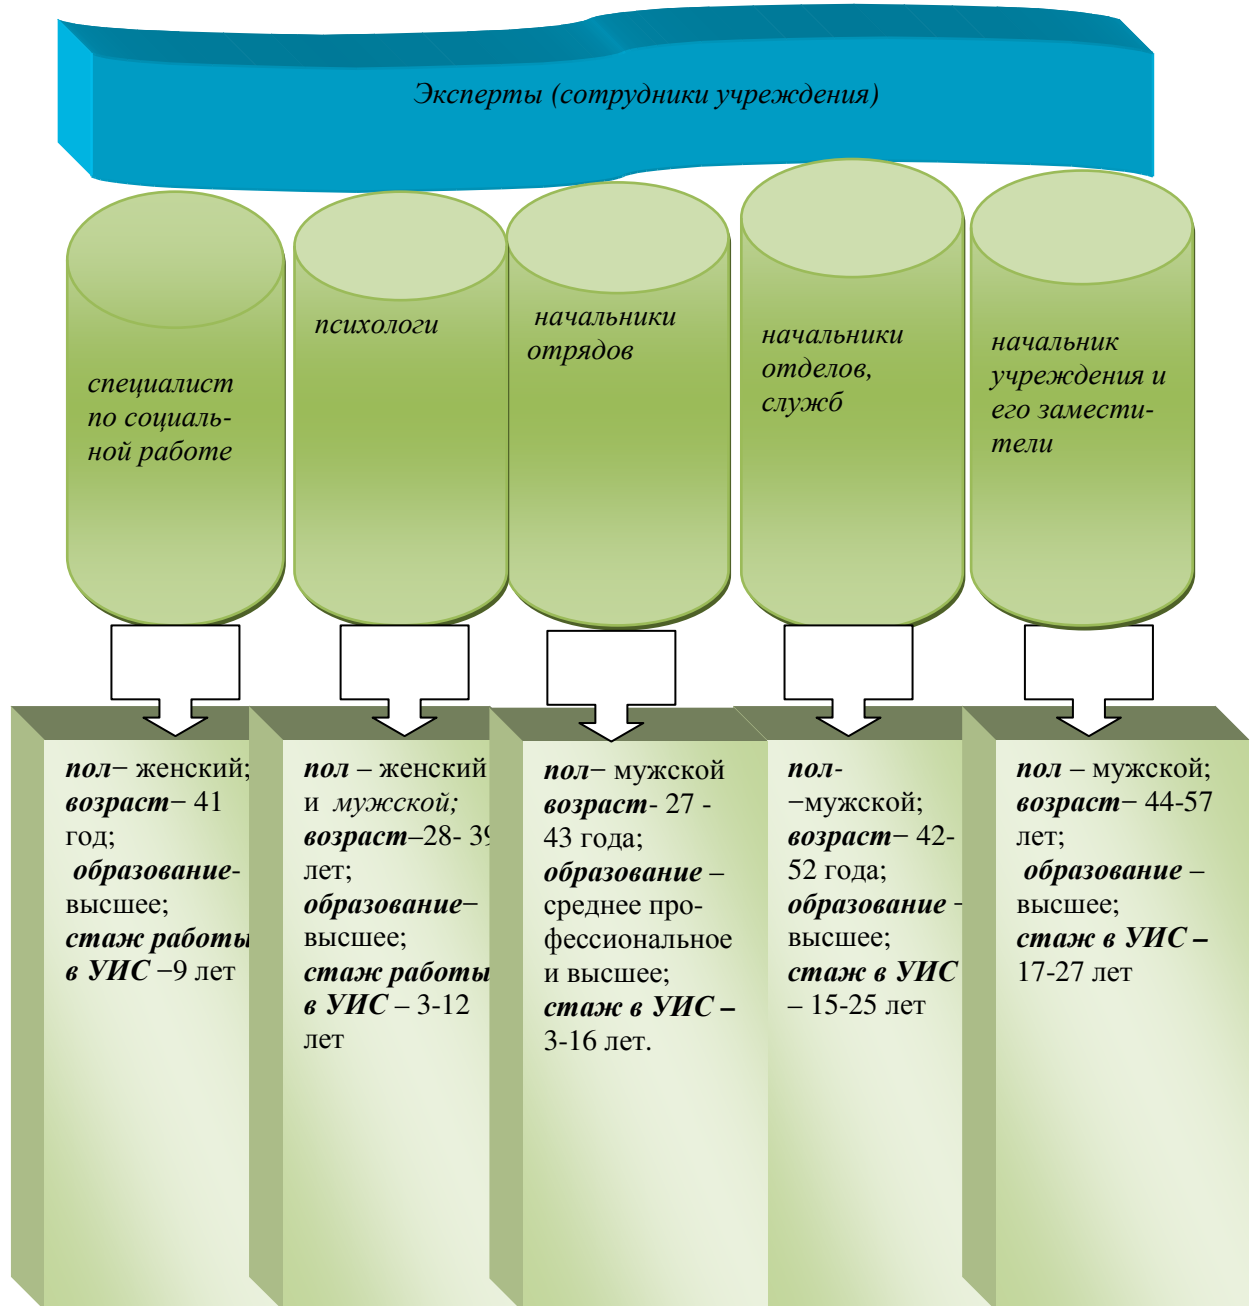 Эксперты (сотрудники учреждения)
специалист
по социаль-
ной работе
психологи
начальники
отрядов
начальники
отделов,
служб
начальник
учреждения и
его замести-
тели
пол− женский;
возраст− 41
год;
образование-
высшее;
стаж работы
в УИС −9 лет
пол – женский
и мужской;
возраст–28- 39
лет;
образование−
высшее;
стаж работы
в УИС – 3-12
лет
пол− мужской
возраст- 27 -
43 года;
образование –
среднее про-
фессиональное
и высшее;
стаж в УИС –
3-16 лет.
пол-
−мужской;
возраст− 42-
52 года;
образование −
высшее;
стаж в УИС
– 15-25 лет
пол – мужской;
возраст− 44-57
лет;
образование –
высшее;
стаж в УИС –
17-27 лет